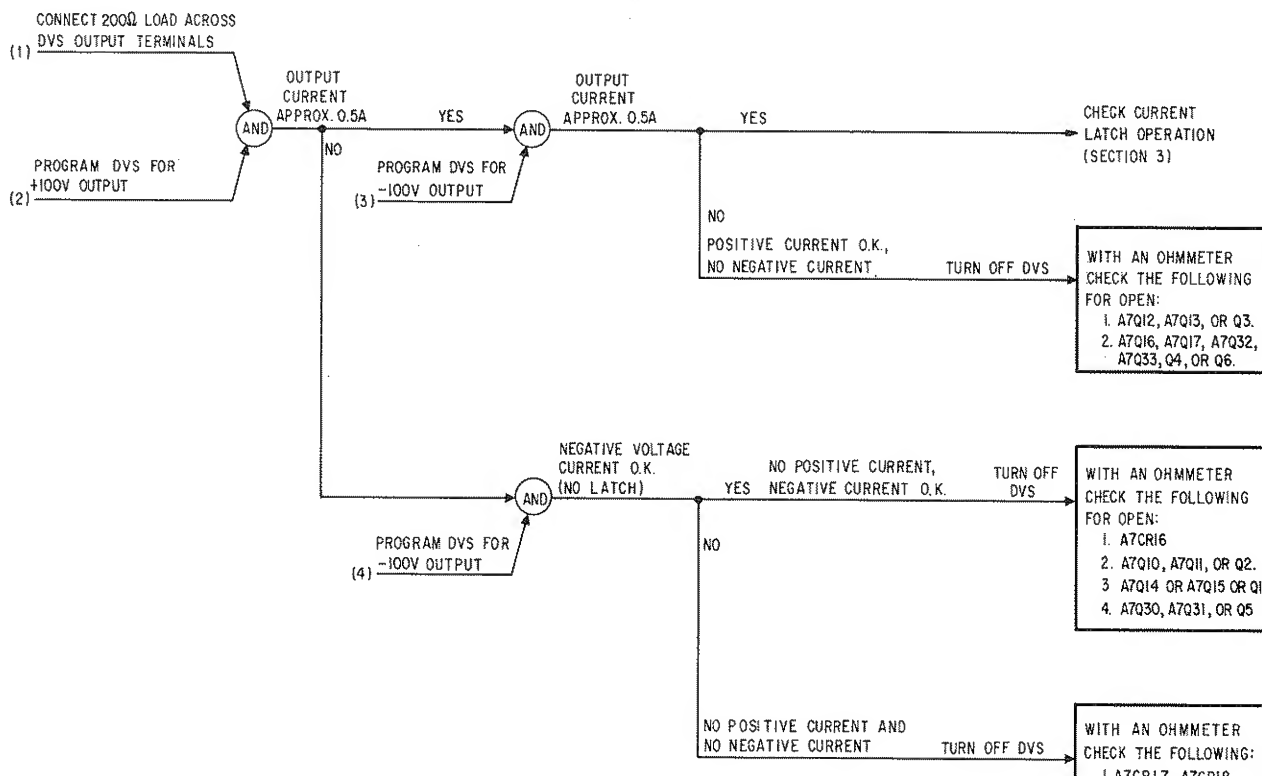 CONNECT 200Ω LOAD ACROSS
(1) DVS OUTPUT TERMINALS
OUTPUT
CURRENT
APPROX. 0.5A
AND
YES
NO
PROGRAM DVS FOR
+100V OUTPUT
(2)
OUTPUT
CURRENT
APPROX. 0.5A
AND
YES
PROGRAM DVS FOR
-100V OUTPUT
(3)
CHECK CURRENT
LATCH OPERATION
(SECTION 3)
NO
POSITIVE CURRENT O.K.,
NO NEGATIVE CURRENT
TURN OFF DVS
WITH AN OHMMETER
CHECK THE FOLLOWING
FOR OPEN:
1. A7Q12, A7Q13, OR Q3.
2. A7Q16, A7Q17, A7Q32,
A7Q33, Q4, OR Q6.
NEGATIVE VOLTAGE
CURRENT O.K.
(NO LATCH)
AND
YES
NO POSITIVE CURRENT,
NEGATIVE CURRENT O.K.
TURN OFF
DVS
PROGRAM DVS FOR
-100V OUTPUT
(4)
NO
WITH AN OHMMETER
CHECK THE FOLLOWING
FOR OPEN:
1. A7CR16
2. A7Q10, A7Q11, OR Q2.
3 A7Q14 OR A7Q15 OR Q1
4. A7Q30, A7Q31, OR Q5
NO POSITIVE CURRENT AND
NO NEGATIVE CURRENT
TURN OFF DVS
WITH AN OHMMETER
CHECK THE FOLLOWING:
1. A7CR17, A7CR18